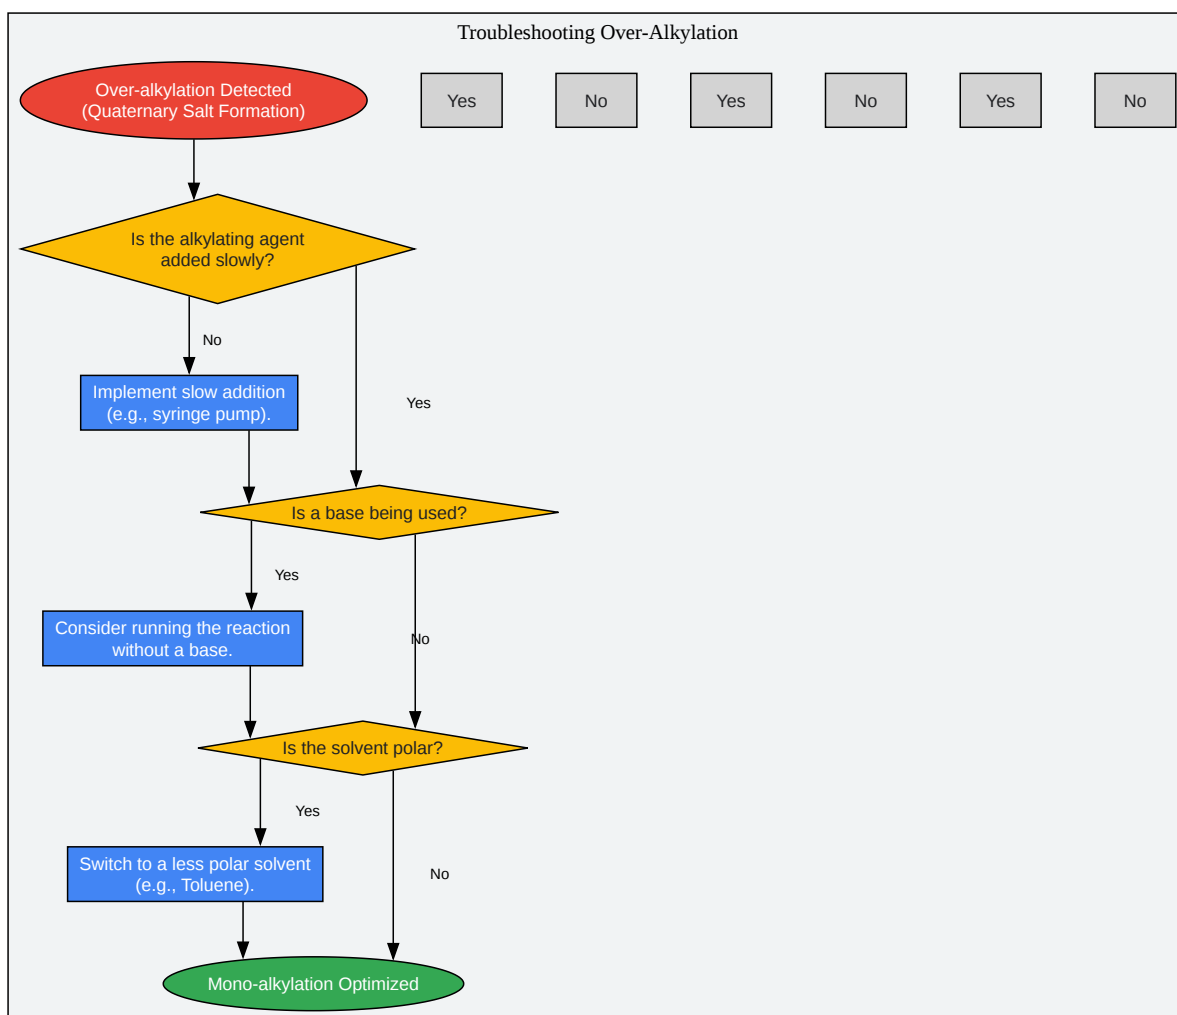 Troubleshooting Over-Alkylation
Over-alkylation Detected
(Quaternary Salt Formation)
Yes
No
Yes
No
Yes
No
Is the alkylating agent
added slowly?
No
Implement slow addition
(e.g., syringe pump).
Yes
Is a base being used?
Yes
Consider running the reaction
without a base.
No
Is the solvent polar?
Yes
Switch to a less polar solvent
(e.g., Toluene).
No
Mono-alkylation Optimized